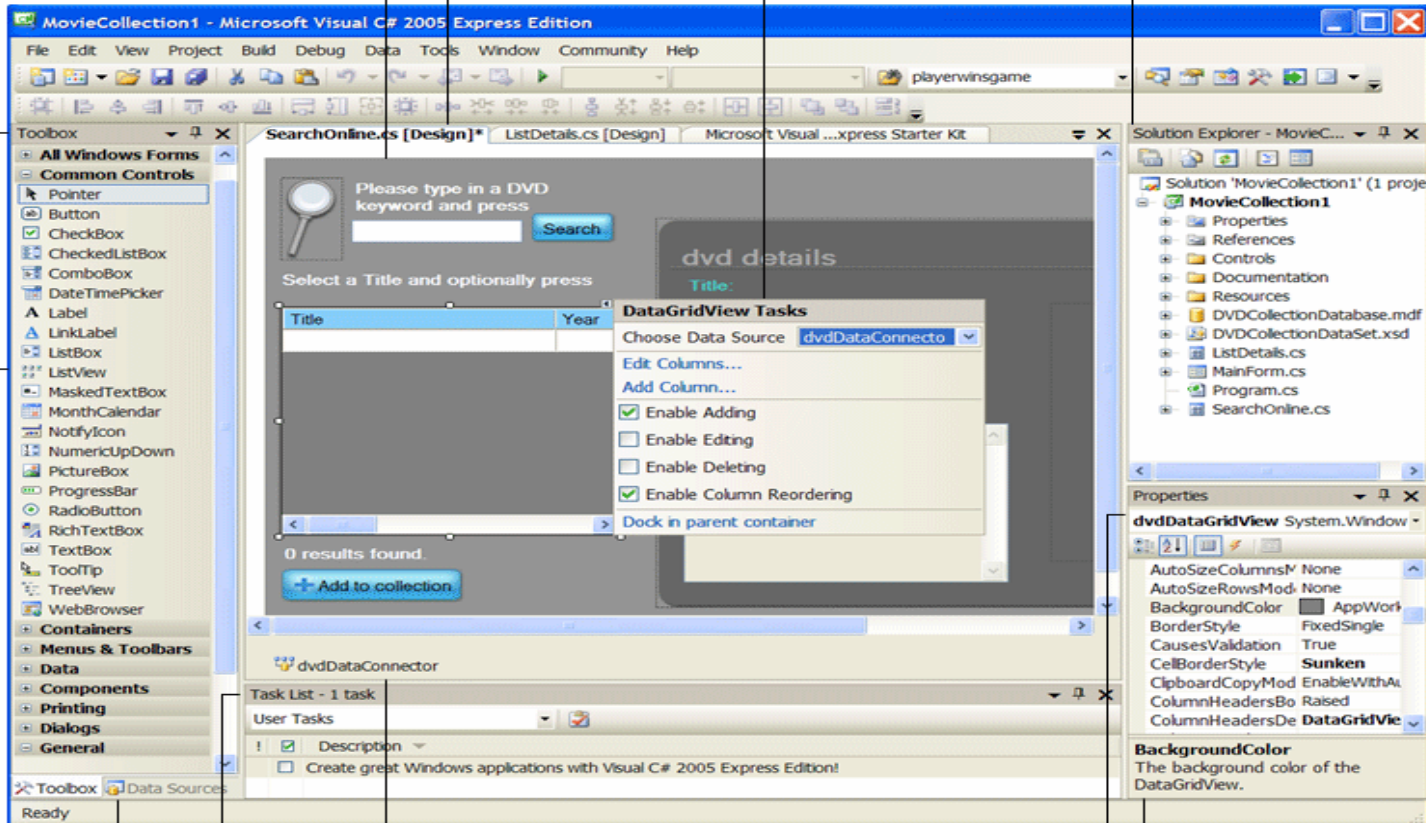 MovieCollection1 - Microsoft Visual C# 2005 Express Edition
File Edit View Project Build Debug Data Tools Window Community Help
playerwinsgame
Toolbox
All Windows Forms
Common Controls
Pointer
Button
CheckBox
CheckedListBox
ComboBox
DateTimePicker
A Label
A LinkLabel
ListBox
ListView
MaskedTextBox
MonthCalendar
NotifyIcon
NumericUpDown
PictureBox
ProgressBar
RadioButton
RichTextBox
TextBox
ToolTip
TreeView
WebBrowser
Containers
Menus & Toolbars
Data
Components
Printing
Dialogs
General
Toolbox Data Sources
Ready
SearchOnline.cs [Design]* ListDetails.cs [Design] Microsoft Visual ...xpress Starter Kit
Please type in a DVD
keyword and press
Search
Select a Title and optionally press
Title Year
0 results found.
Add to collection
dvd details
Title:
DataGridView Tasks
Choose Data Source dvdDataConnecto
Edit Columns...
Add Column...
Enable Adding
Enable Editing
Enable Deleting
Enable Column Reordering
Dock in parent container
dvdDataConnector
Task List - 1 task
User Tasks
! Description
Create great Windows applications with Visual C# 2005 Express Edition!
Solution Explorer - MovieC...
Solution 'MovieCollection1' (1 proje
MovieCollection1
Properties
References
Controls
Documentation
Resources
DVDCollectionDatabase.mdf
DVDCollectionDataSet.xsd
ListDetails.cs
MainForm.cs
Program.cs
SearchOnline.cs
Properties
dvdDataGridView System.Window
AutoSizeColumnsM None
AutoSizeRowsMod None
BackgroundColor AppWork
BorderStyle FixedSingle
CausesValidation True
CellBorderStyle Sunken
ClipboardCopyMod EnableWithAu
ColumnHeadersBo Raised
ColumnHeadersDe DataGridVie
BackgroundColor
The background color of the
DataGridView.